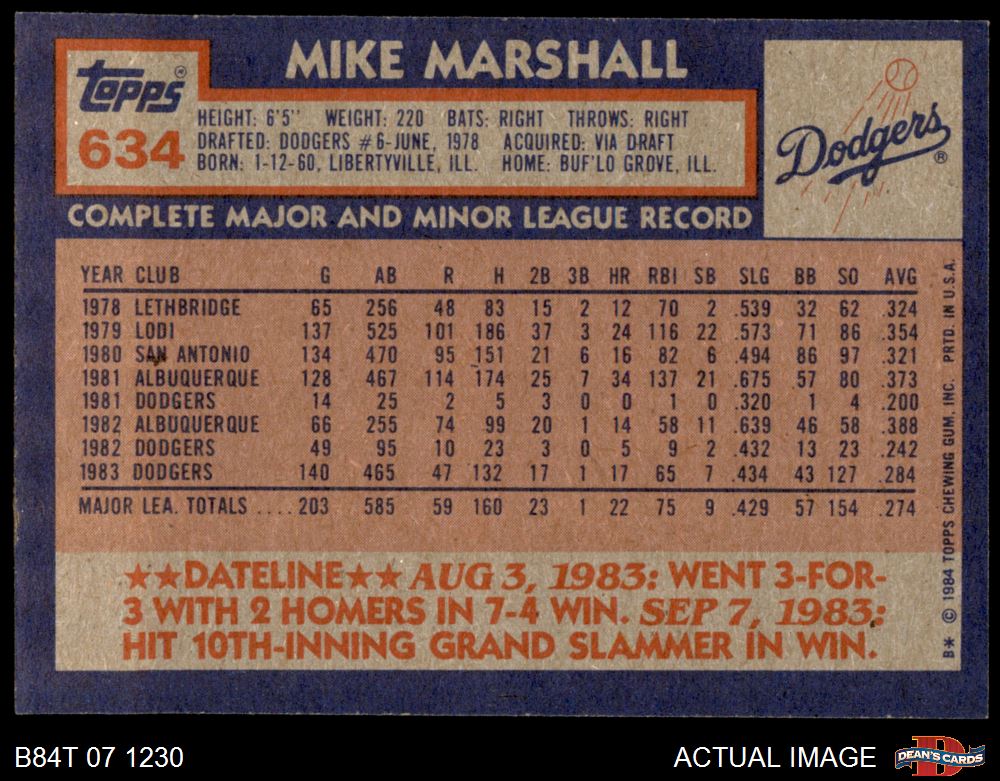 MIKE MARSHALL
TOPPS®
634
HEIGHT: 6'5" WEIGHT: 220 BATS: RIGHT THROWS: RIGHT
DRAFTED: DODGERS #6-JUNE, 1978 ACQUIRED: VIA DRAFT
BORN: 1-12-60, LIBERTYVILLE, ILL. HOME: BUF'LO GROVE, ILL.
Dodgers®
COMPLETE MAJOR AND MINOR LEAGUE RECORD
YEAR CLUB G AB R H 2B 3B HR RBI SB SLG BB SO AVG
1978 LETHBRIDGE 65 256 48 83 15 2 12 70 2 .539 32 62 .324
1979 LODI 137 525 101 186 37 3 24 116 22 .573 71 86 .354
1980 SAN ANTONIO 134 470 95 151 21 6 16 82 6 .494 86 97 .321
1981 ALBUQUERQUE 128 467 114 174 25 7 34 137 21 .675 57 80 .373
1981 DODGERS 14 25 2 5 3 0 0 1 0 .320 1 4 .200
1982 ALBUQUERQUE 66 255 74 99 20 1 14 58 11 .639 46 58 .388
1982 DODGERS 49 95 10 23 3 0 5 9 2 .432 13 23 .242
1983 DODGERS 140 465 47 132 17 1 17 65 7 .434 43 127 .284
MAJOR LEA. TOTALS .... 203 585 59 160 23 1 22 75 9 .429 57 154 .274
★★DATELINE★★ AUG 3, 1983: WENT 3-FOR-
3 WITH 2 HOMERS IN 7-4 WIN. SEP 7, 1983:
HIT 10TH-INNING GRAND SLAMMER IN WIN.
B* © 1984 TOPPS CHEWING GUM, INC. PRTD. IN U.S.A.
B84T 07 1230
ACTUAL IMAGE
D
DEAN'S CARDS